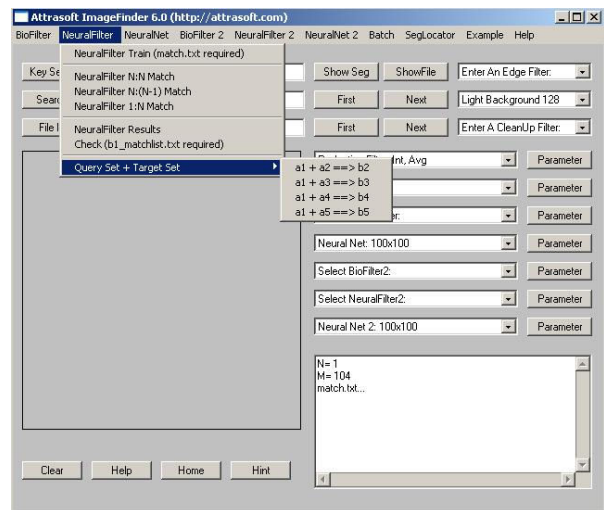 Attrasoft ImageFinder 6.0 (http://attrasoft.com)
BioFilter NeuralFilter NeuralNet BioFilter 2 NeuralFilter 2 NeuralNet 2 Batch SegLocator Example Help
NeuralFilter Train (match.txt required)
NeuralFilter N:N Match
NeuralFilter N:(N-1) Match
NeuralFilter 1:N Match
NeuralFilter Results
Check (b1_matchlist.txt required)
Query Set + Target Set
a1 + a2 ==> b2
a1 + a3 ==> b3
a1 + a4 ==> b4
a1 + a5 ==> b5
Key Se
Show Seg ShowFile Enter An Edge Filter:
Sear
First Next Light Background 128
File
First Next Enter A CleanUp Filter:
Int, Avg Parameter
Parameter
Parameter
Neural Net: 100x100 Parameter
Select BioFilter2: Parameter
Select NeuralFilter2: Parameter
Neural Net 2: 100x100 Parameter
N= 1
M= 104
match.txt...
Clear Help Home Hint